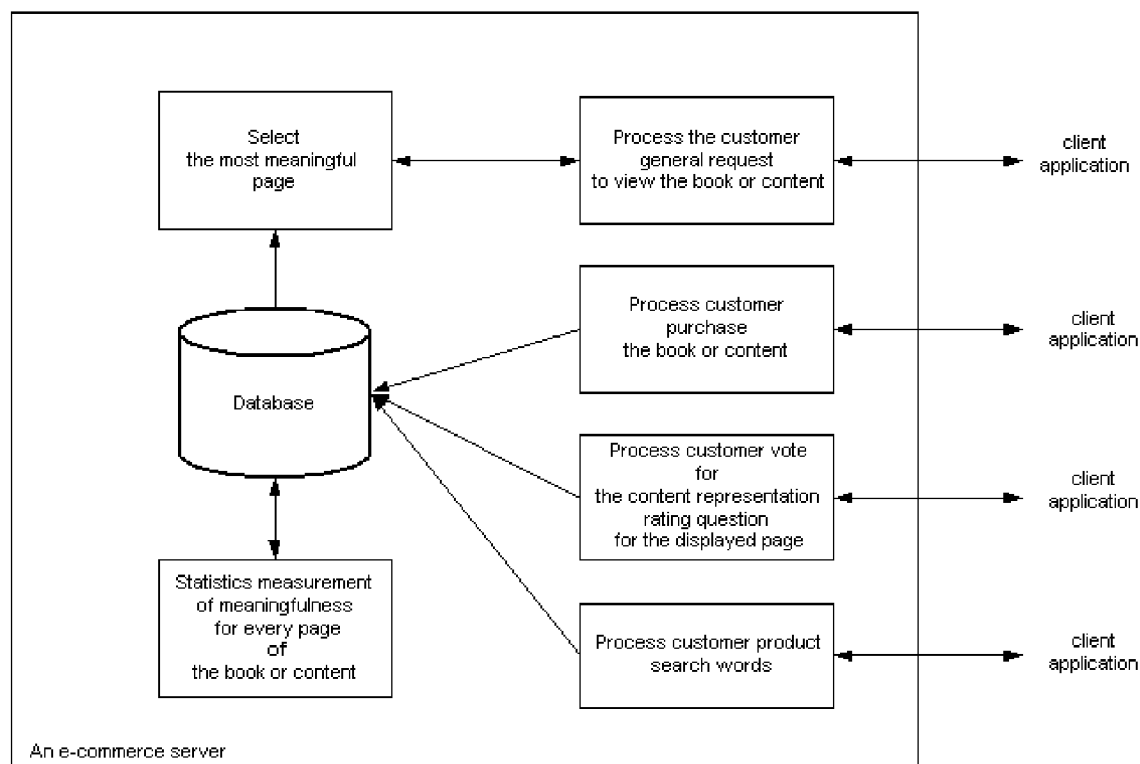 Select
the most meaningful
page
Process the customer
general request
to view the book or content
client
application
Process customer
purchase
the book or content
client
application
Database
Process customer vote
for
the content representation
rating question
for the displayed page
client
application
Statistics measurement
of meaningfulness
for every page
of
the book or content
Process customer product
search words
client
application
An e-commerce server